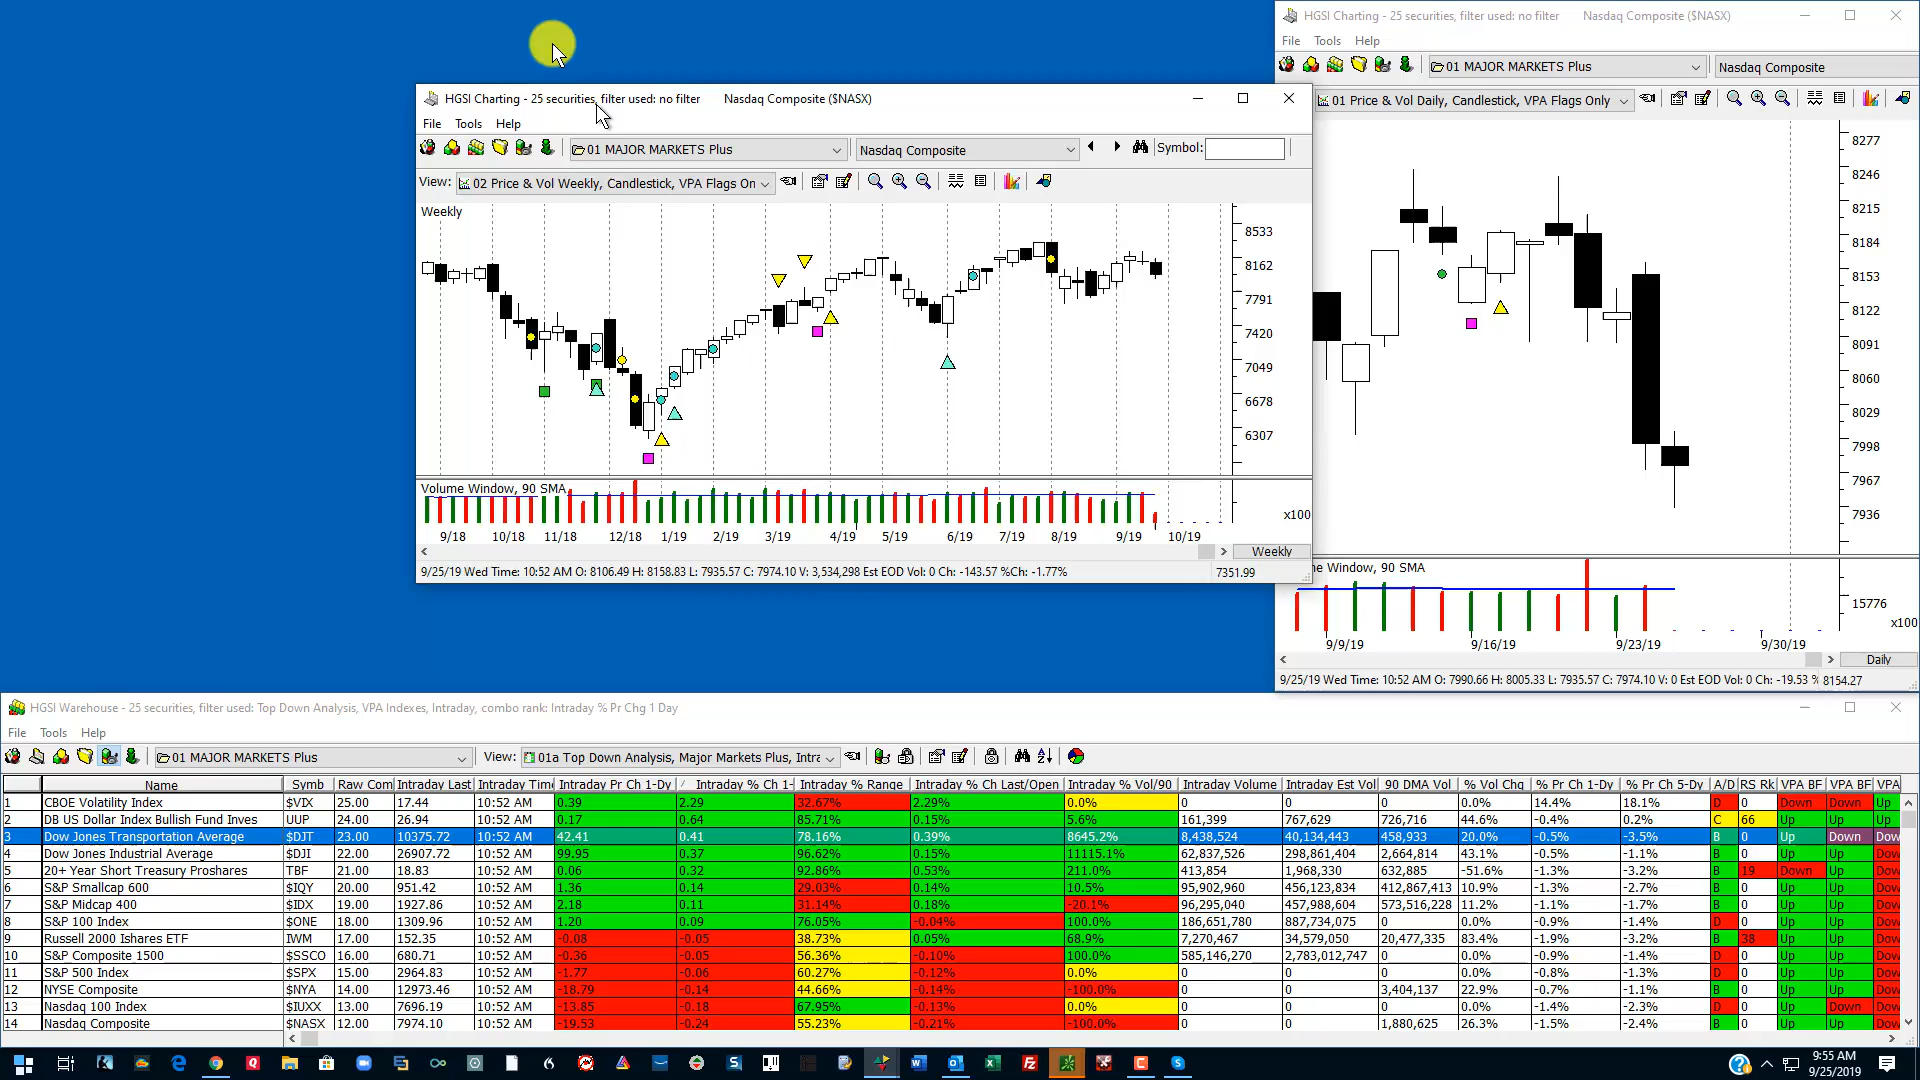 HGSI Charting - 25 securities, filter used: no filter Nasdaq Composite ($NASX)
File Tools Help
01 MAJOR MARKETS Plus Nasdaq Composite
01 Price & Vol Daily, Candlestick, VPA Flags Only
8277
8246
8215
8184
8153
8122
8091
8060
8029
7998
7967
7936
me Window, 90 SMA
15776
x100
9/9/19 9/16/19 9/23/19 9/30/19
Daily
9/25/19 Wed Time: 10:52 AM O: 7990.66 H: 8005.33 L: 7935.57 C: 7974.10 V: 0 Est EOD Vol: 0 Ch: -19.53 % 8154.27
HGSI Charting - 25 securities, filter used: no filter Nasdaq Composite ($NASX)
File Tools Help
01 MAJOR MARKETS Plus Nasdaq Composite Symbol:
View: 02 Price & Vol Weekly, Candlestick, VPA Flags On
Weekly
8533
8162
7791
7420
7049
6678
6307
Volume Window, 90 SMA
x100
9/18 10/18 11/18 12/18 1/19 2/19 3/19 4/19 5/19 6/19 7/19 8/19 9/19 10/19
Weekly
9/25/19 Wed Time: 10:52 AM O: 8106.49 H: 8158.83 L: 7935.57 C: 7974.10 V: 3,534,298 Est EOD Vol: 0 Ch: -143.57 %Ch: -1.77% 7351.99
HGSI Warehouse - 25 securities, filter used: Top Down Analysis, VPA Indexes, Intraday, combo rank: Intraday % Pr Chg 1 Day
File Tools Help
01 MAJOR MARKETS Plus View: 01a Top Down Analysis, Major Markets Plus, Intra
Name Symb Raw Com Intraday Last Intraday Time Intraday Pr Ch 1-Dy Intraday % Ch 1- Intraday % Range Intraday % Ch Last/Open Intraday % Vol/90 Intraday Volume Intraday Est Vol 90 DMA Vol % Vol Chg % Pr Ch 1-Dy % Pr Ch 5-Dy A/D RS Rk VPA BF VPA BF VPA
1 CBOE Volatility Index $VIX 25.00 17.44 10:52 AM 0.39 2.29 32.67% 2.29% 0.0% 0 0 0 0.0% 14.4% 18.1% D 0 Down Down Up
2 DB US Dollar Index Bullish Fund Inves UUP 24.00 26.94 10:52 AM 0.17 0.64 85.71% 0.15% 0.0% 161,399 767,629 726,716 44.6% -0.4% 0.2% C 66 Up Up Up
3 Dow Jones Transportation Average $DJT 23.00 10375.72 10:52 AM 42.41 0.41 78.16% 0.39% 8645.2% 8,438,524 40,134,443 458,933 20.0% -0.5% -3.5% B 0 Up Down Dow
4 Dow Jones Industrial Average $DJI 22.00 26907.72 10:52 AM 99.95 0.37 96.62% 0.15% 11115.1% 62,837,526 298,861,404 2,664,814 43.1% -0.5% -1.1% B 0 Up Up Dow
5 20+ Year Short Treasury Proshares TBF 21.00 18.83 10:52 AM 0.06 0.32 92.86% 0.53% 211.0% 413,854 1,968,330 632,885 -51.6% -1.3% -3.2% B 19 Down Up Dow
6 S&P Smallcap 600 $IQY 20.00 951.42 10:52 AM 1.36 0.14 29.03% 0.14% 10.5% 95,902,960 456,123,834 412,867,413 10.9% -1.3% -2.7% B 0 Up Up Dow
7 S&P Midcap 400 $IDX 19.00 1927.86 10:52 AM 2.18 0.11 31.14% 0.18% -20.1% 96,295,040 457,988,604 573,516,228 11.2% -1.1% -1.7% B 0 Up Up Dow
8 S&P 100 Index $ONE 18.00 1309.96 10:52 AM 1.20 0.09 76.05% -0.04% 100.0% 186,651,780 887,734,075 0 0.0% -0.9% -1.4% D 0 Up Up Dow
9 Russell 2000 Ishares ETF IWM 17.00 152.35 10:52 AM -0.08 -0.05 38.73% 0.05% 68.9% 7,270,467 34,579,050 20,477,335 83.4% -1.9% -3.2% B 38 Up Up Dow
10 S&P Composite 1500 $SSCO 16.00 680.71 10:52 AM -0.36 -0.05 56.36% -0.10% 100.0% 585,146,270 2,783,012,747 0 0.0% -0.9% -1.4% D 0 Up Up Dow
11 S&P 500 Index $SPX 15.00 2964.83 10:52 AM -1.77 -0.06 60.27% -0.12% 0.0% 0 0 0 0.0% -0.8% -1.3% D 0 Up Up Dow
12 NYSE Composite $NYA 14.00 12973.46 10:52 AM -18.79 -0.14 44.66% -0.14% -100.0% 0 0 3,404,137 22.9% -0.7% -1.1% B 0 Up Up Dow
13 Nasdaq 100 Index $IUXX 13.00 7696.19 10:52 AM -13.85 -0.18 67.95% -0.13% 0.0% 0 0 0 0.0% -1.4% -2.3% D 0 Up Down Dow
14 Nasdaq Composite $NASX 12.00 7974.10 10:52 AM -19.53 -0.24 55.23% -0.21% -100.0% 0 0 1,880,625 26.3% -1.5% -2.4% B 0 Up Up Dow
9:55 AM
9/25/2019